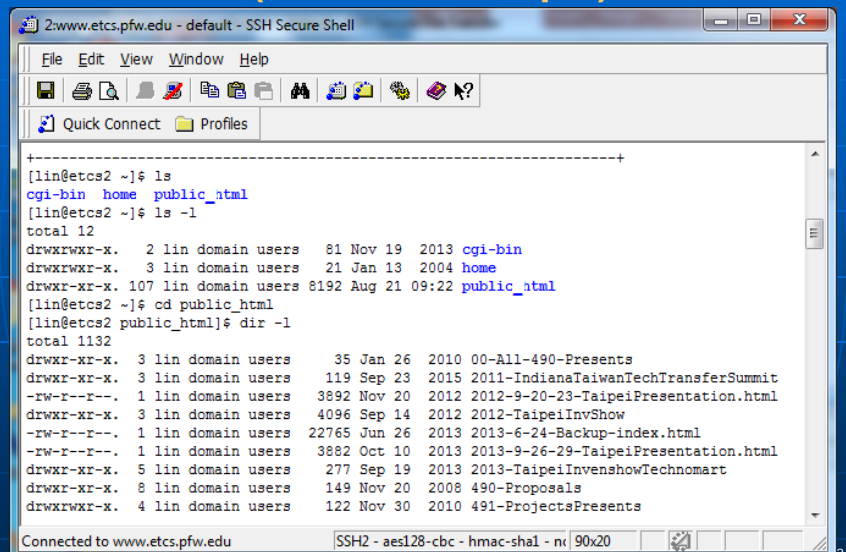 2:www.etcs.pfw.edu - default - SSH Secure Shell
File Edit View Window Help
Quick Connect Profiles
+----------------------------------------------------------------------+
[lin@etcs2 ~]$ ls
cgi-bin  home  public_html
[lin@etcs2 ~]$ ls -l
total 12
drwxrwxr-x.   2 lin domain users   81 Nov 19  2013 cgi-bin
drwxrwxr-x.   3 lin domain users   21 Jan 13  2004 home
drwxr-xr-x. 107 lin domain users 8192 Aug 21 09:22 public_html
[lin@etcs2 ~]$ cd public_html
[lin@etcs2 public_html]$ dir -l
total 1132
drwxr-xr-x.  3 lin domain users     35 Jan 26  2010 00-All-490-Presents
drwxr-xr-x.  3 lin domain users    119 Sep 23  2015 2011-IndianaTaiwanTechTransferSummit
-rw-r--r--.  1 lin domain users   3892 Nov 20  2012 2012-9-20-23-TaipeiPresentation.html
drwxr-xr-x.  3 lin domain users   4096 Sep 14  2012 2012-TaipeiInvShow
-rw-r--r--.  1 lin domain users  22765 Jun 26  2013 2013-6-24-Backup-index.html
-rw-r--r--.  1 lin domain users   3882 Oct 10  2013 2013-9-26-29-TaipeiPresentation.html
drwxr-xr-x.  5 lin domain users    277 Sep 19  2013 2013-TaipeiInvenshowTechnomart
drwxr-xr-x.  8 lin domain users    149 Nov 20  2008 490-Proposals
drwxr-xr-x.  4 lin domain users    122 Nov 30  2010 491-ProjectsPresents
Connected to www.etcs.pfw.edu SSH2 - aes128-cbc - hmac-sha1 - 90x20